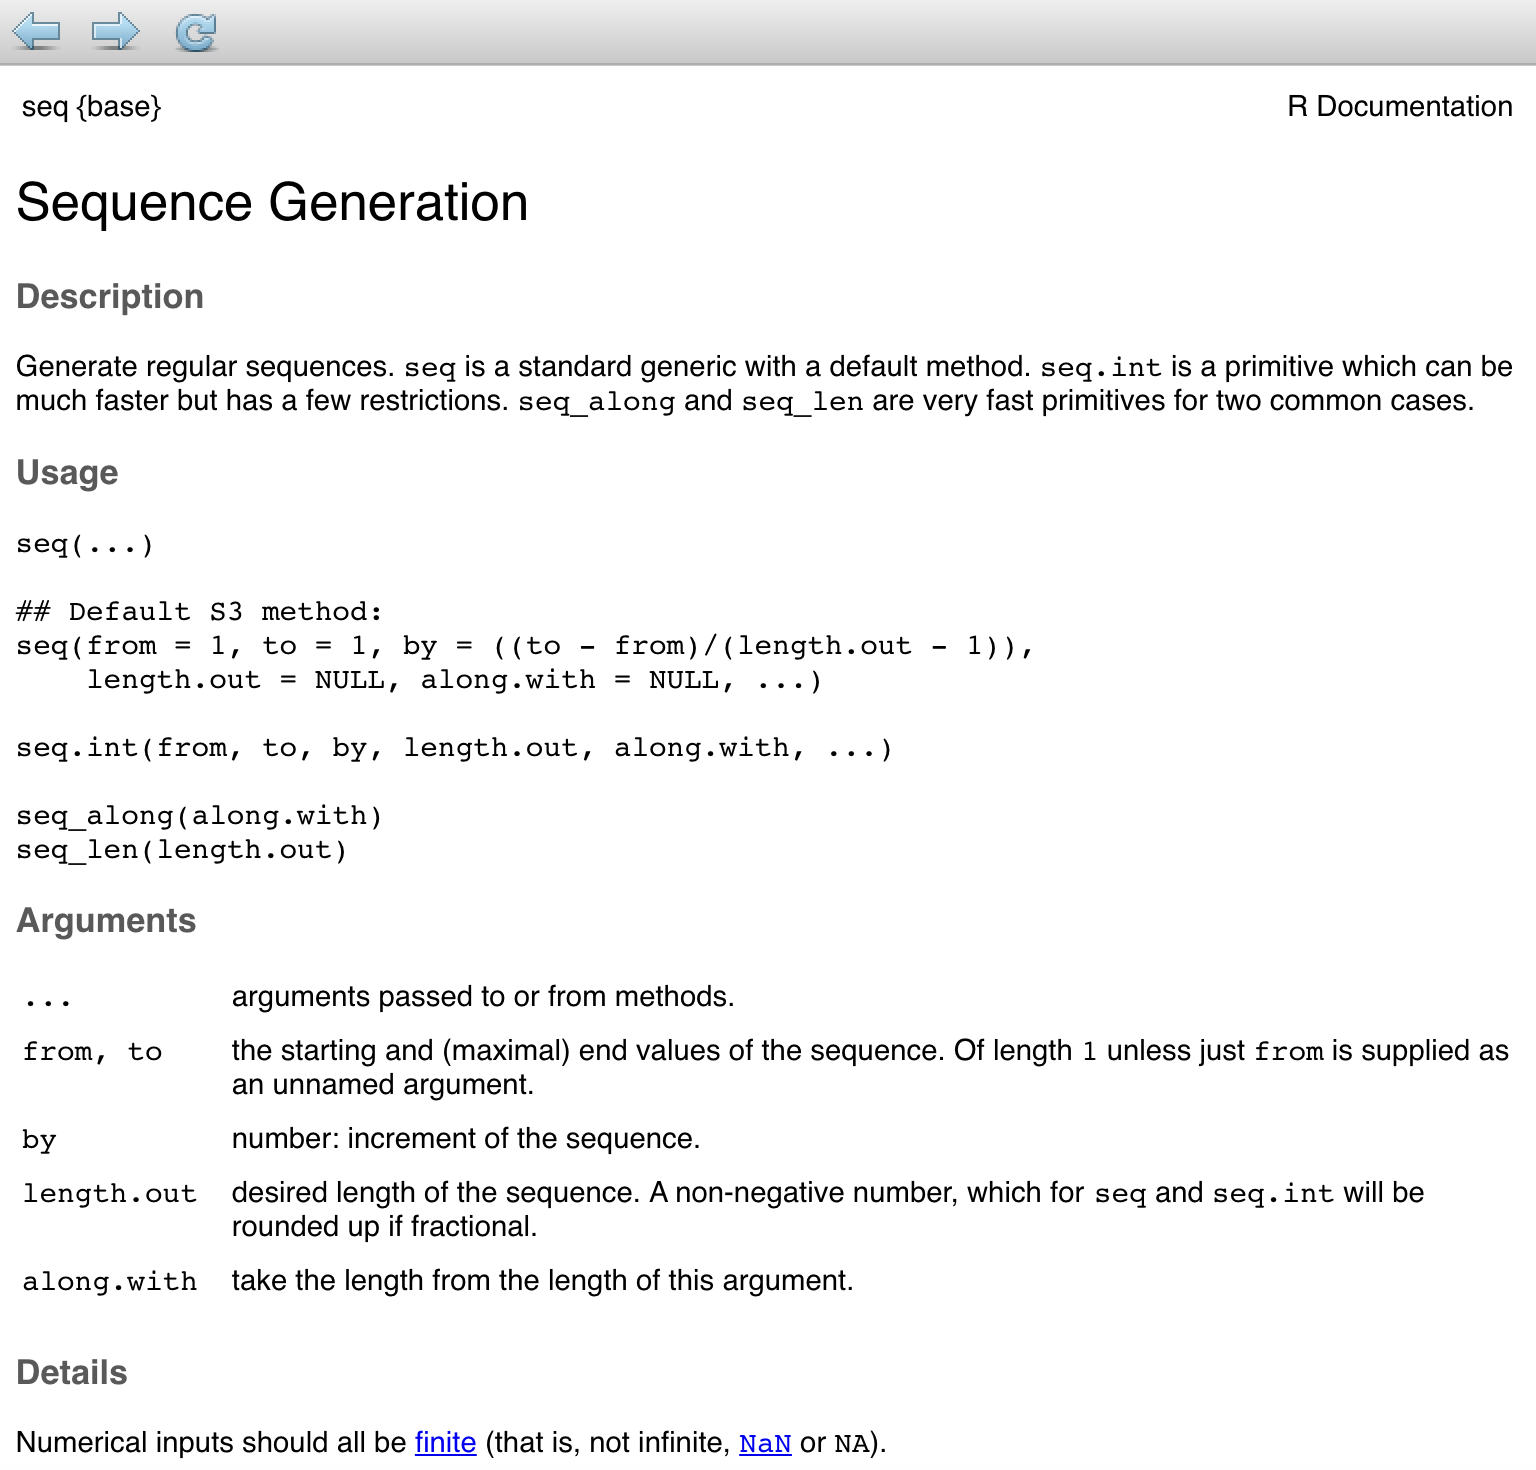 seq {base}
R Documentation
Sequence Generation
Description
Generate regular sequences. seq is a standard generic with a default method. seq.int is a primitive which can be
much faster but has a few restrictions. seq_along and seq_len are very fast primitives for two common cases.
Usage
seq(...)
## Default S3 method:
seq(from = 1, to = 1, by = ((to - from)/(length.out - 1)),
    length.out = NULL, along.with = NULL, ...)
seq.int(from, to, by, length.out, along.with, ...)
seq_along(along.with)
seq_len(length.out)
Arguments
... arguments passed to or from methods.
from, to the starting and (maximal) end values of the sequence. Of length 1 unless just from is supplied as
an unnamed argument.
by number: increment of the sequence.
length.out desired length of the sequence. A non-negative number, which for seq and seq.int will be
rounded up if fractional.
along.with take the length from the length of this argument.
Details
Numerical inputs should all be finite (that is, not infinite, NaN or NA).